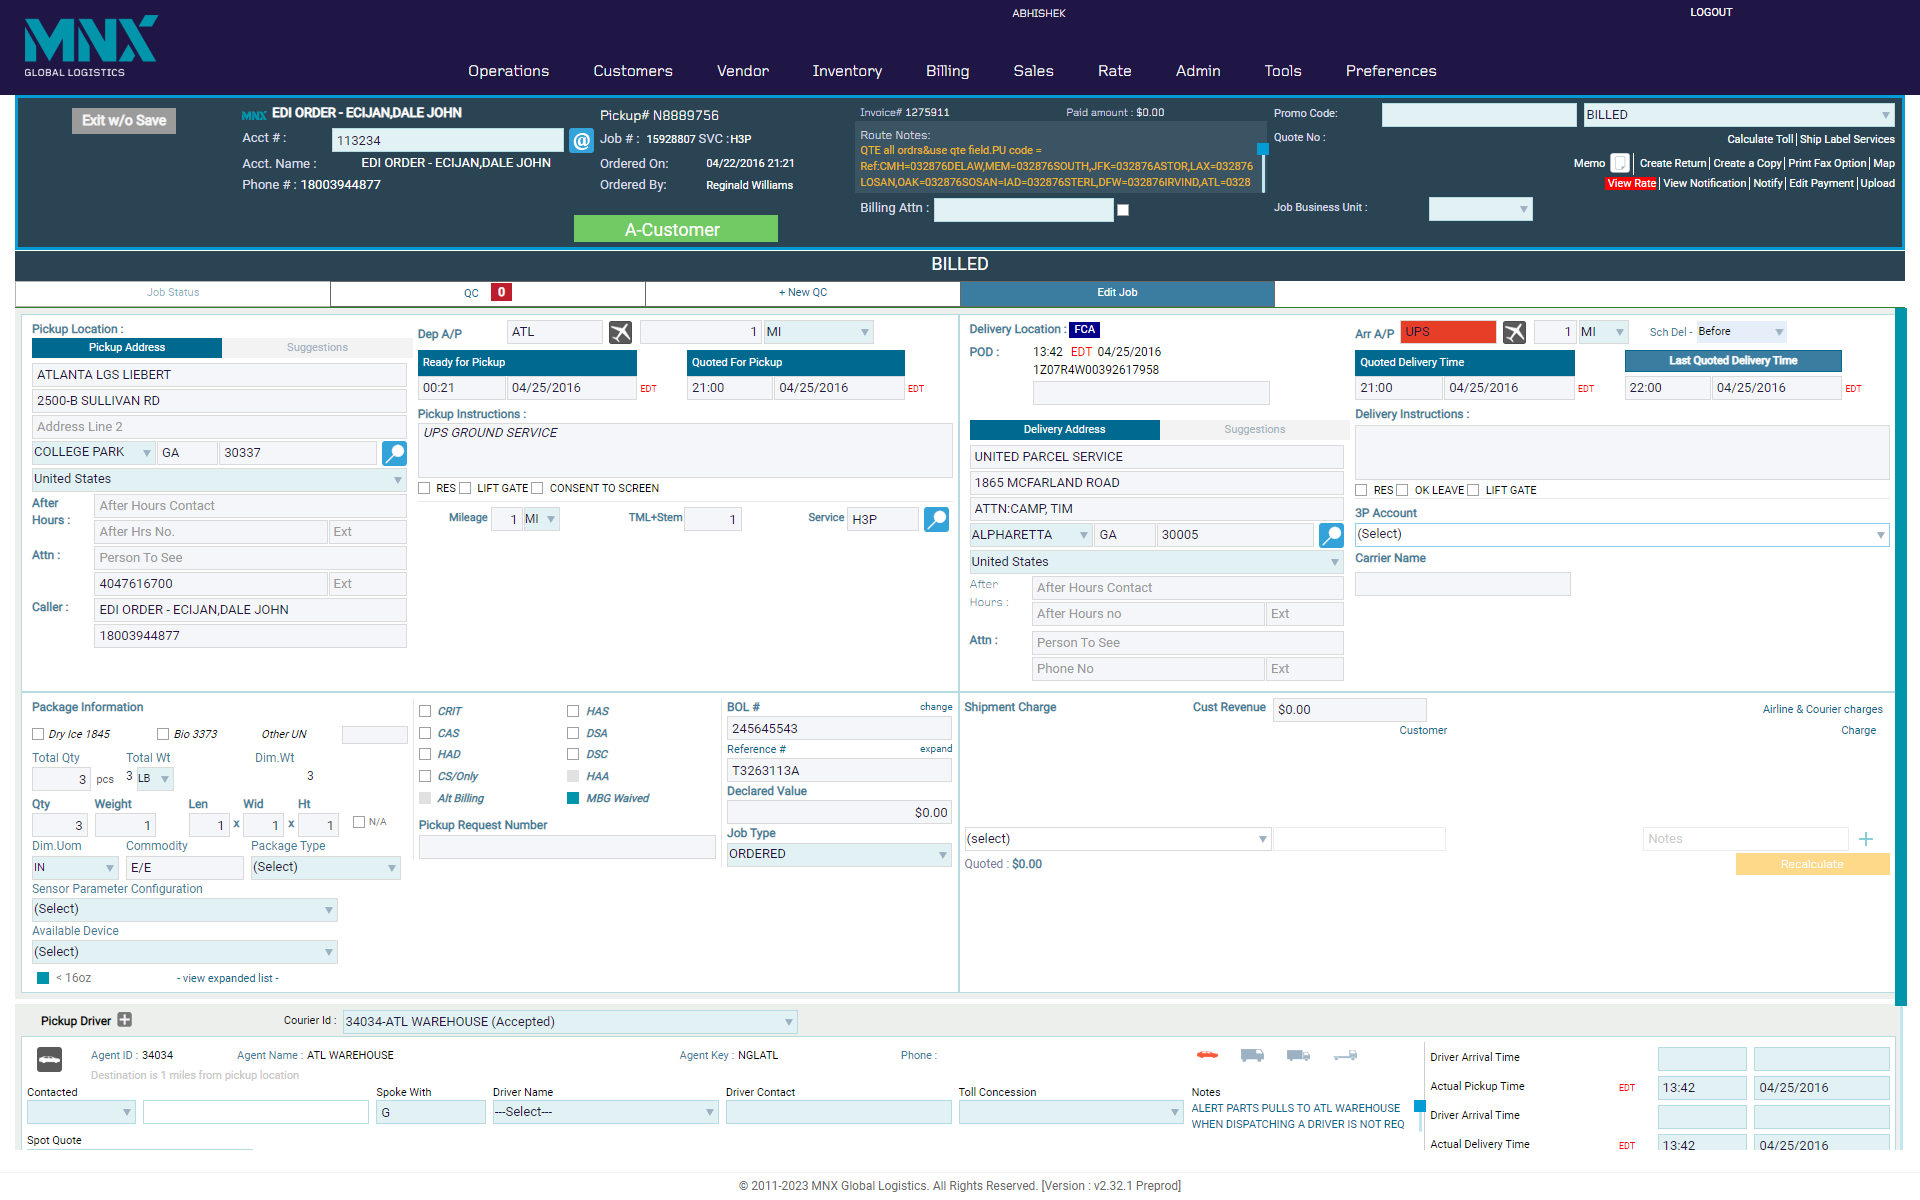 ABHISHEK
LOGOUT
MNX
GLOBAL LOGISTICS
Operations Customers Vendor Inventory Billing Sales Rate Admin Tools Preferences
Exit w/o Save
MNX EDI ORDER - ECIJAN,DALE JOHN
Acct # : 113234 @
Acct. Name : EDI ORDER - ECIJAN,DALE JOHN
Phone # : 18003944877
Pickup# N8889756
Job # : 15928807 SVC : H3P
Ordered On: 04/22/2016 21:21
Ordered By: Reginald Williams
A-Customer
Invoice# 1275911 Paid amount : $0.00
Route Notes:
QTE all ordrs&use qte field.PU code =
Ref:CMH=032876DELAW,MEM=032876SOUTH,JFK=032876ASTOR,LAX=032876
LOSAN,OAK=032876SOSAN=IAD=032876STERL,DFW=032876IRVIND,ATL=0328
Billing Attn :
Promo Code: BILLED
Quote No :
Calculate Toll | Ship Label Services
Memo | Create Return | Create a Copy | Print Fax Option | Map
View Rate | View Notification | Notify | Edit Payment | Upload
Job Business Unit :
BILLED
Job Status QC 0 + New QC Edit Job
Pickup Location :
Pickup Address Suggestions
ATLANTA LGS LIEBERT
2500-B SULLIVAN RD
Address Line 2
COLLEGE PARK GA 30337
United States
After Hours : After Hours Contact
After Hrs No. Ext
Attn : Person To See
4047616700 Ext
Caller : EDI ORDER - ECIJAN,DALE JOHN
18003944877
Dep A/P ATL 1 MI
Ready for Pickup Quoted For Pickup
00:21 04/25/2016 EDT 21:00 04/25/2016 EDT
Pickup Instructions :
UPS GROUND SERVICE
RES LIFT GATE CONSENT TO SCREEN
Mileage 1 MI TML+Stem 1 Service H3P
Delivery Location : FCA
POD : 13:42 EDT 04/25/2016
1Z07R4W00392617958
Delivery Address Suggestions
UNITED PARCEL SERVICE
1865 MCFARLAND ROAD
ATTN:CAMP, TIM
ALPHARETTA GA 30005
United States
After Hours : After Hours Contact
After Hours no Ext
Attn : Person To See
Phone No Ext
Arr A/P UPS 1 MI Sch Del - Before
Quoted Delivery Time Last Quoted Delivery Time
21:00 04/25/2016 EDT 22:00 04/25/2016 EDT
Delivery Instructions :
RES OK LEAVE LIFT GATE
3P Account
(Select)
Carrier Name
Package Information
Dry Ice 1845 Bio 3373 Other UN
Total Qty Total Wt Dim.Wt
3 pcs 3 LB 3
Qty Weight Len Wid Ht
3 1 1 x 1 x 1 N/A
Dim.Uom Commodity Package Type
IN E/E (Select)
Sensor Parameter Configuration
(Select)
Available Device
(Select)
< 16oz - view expanded list -
CRIT HAS
CAS DSA
HAD DSC
CS/Only HAA
Alt Billing MBG Waived
Pickup Request Number
BOL # change
245645543
Reference # expand
T3263113A
Declared Value
$0.00
Job Type
ORDERED
Shipment Charge Cust Revenue $0.00 Airline & Courier charges
Customer Charge
(select) Notes +
Quoted : $0.00 Recalculate
Pickup Driver Courier Id : 34034-ATL WAREHOUSE (Accepted)
Agent ID : 34034 Agent Name : ATL WAREHOUSE Agent Key : NGLATL Phone :
Destination is 1 miles from pickup location
Contacted Spoke With Driver Name Driver Contact Toll Concession Notes
G ---Select--- ALERT PARTS PULLS TO ATL WAREHOUSE
WHEN DISPATCHING A DRIVER IS NOT REQ
Spot Quote
Driver Arrival Time
Actual Pickup Time EDT 13:42 04/25/2016
Driver Arrival Time
Actual Delivery Time EDT 13:42 04/25/2016
© 2011-2023 MNX Global Logistics. All Rights Reserved. [Version : v2.32.1 Preprod]